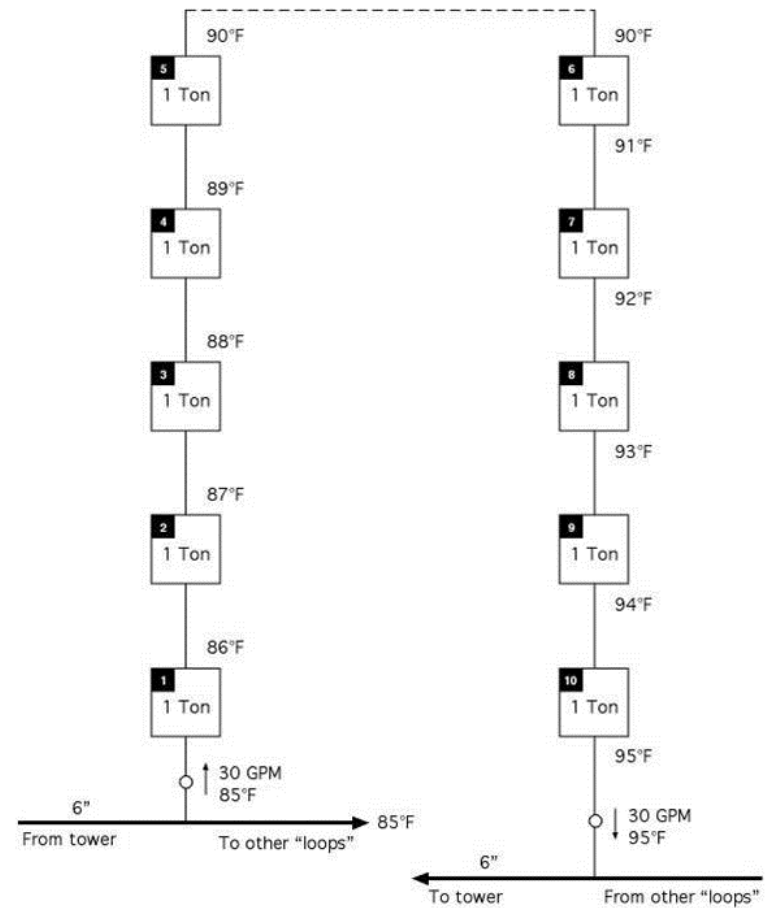 90°F
90°F
5
1 Ton
6
1 Ton
91°F
89°F
4
1 Ton
7
1 Ton
92°F
88°F
3
1 Ton
8
1 Ton
93°F
87°F
2
1 Ton
9
1 Ton
94°F
86°F
1
1 Ton
10
1 Ton
95°F
30 GPM
85°F
6”
85°F
From tower
To other “loops”
30 GPM
95°F
6”
To tower
From other “loops”